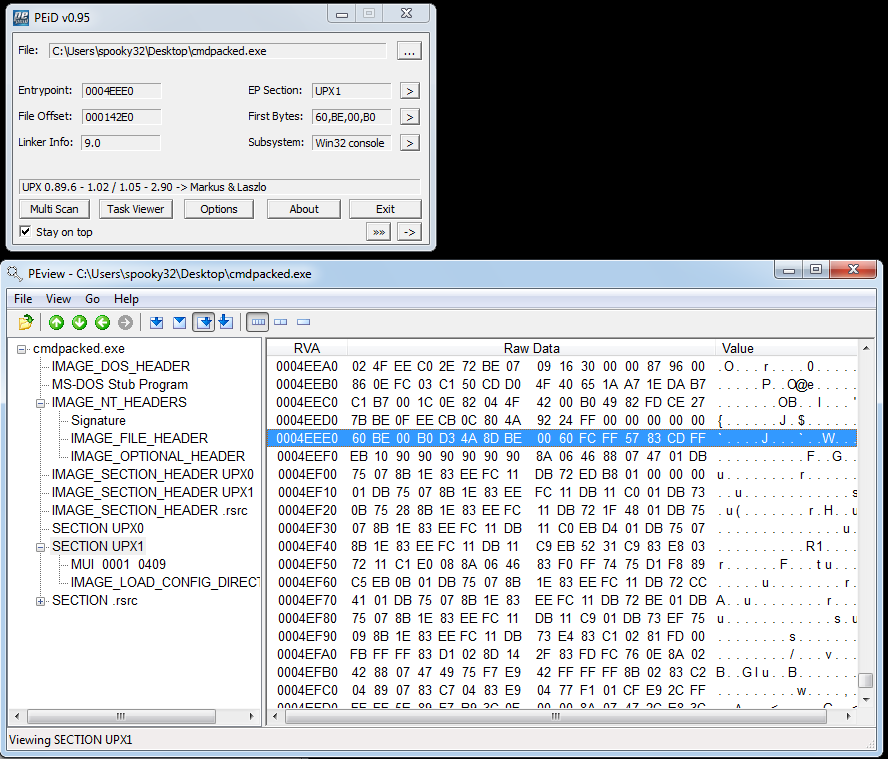 PEiD v0.95
File: C:\Users\spooky32\Desktop\cmdpacked.exe ...
Entrypoint: 0004EEE0 EP Section: UPX1 >
File Offset: 000142E0 First Bytes: 60,BE,00,B0 >
Linker Info: 9.0 Subsystem: Win32 console >
UPX 0.89.6 - 1.02 / 1.05 - 2.90 -> Markus & Laszlo
Multi Scan Task Viewer Options About Exit
Stay on top »» ->
PEview - C:\Users\spooky32\Desktop\cmdpacked.exe
File View Go Help
cmdpacked.exe
IMAGE_DOS_HEADER
MS-DOS Stub Program
IMAGE_NT_HEADERS
Signature
IMAGE_FILE_HEADER
IMAGE_OPTIONAL_HEADER
IMAGE_SECTION_HEADER UPX0
IMAGE_SECTION_HEADER UPX1
IMAGE_SECTION_HEADER .rsrc
SECTION UPX0
SECTION UPX1
MUI 0001 0409
IMAGE_LOAD_CONFIG_DIRECT
SECTION .rsrc
RVA Raw Data Value
0004EEA0 02 4F EE C0 2E 72 BE 07 09 16 30 00 00 87 96 00 . O . . . r . . . . 0 . . . . .
0004EEB0 86 0E FC 03 C1 50 CD D0 4F 40 65 1A A7 1E DA B7 . . . . . P . . O@e . . . . .
0004EEC0 C1 B7 00 1C 0E 82 04 4F 42 00 B0 49 82 FD CE 27 . . . . . . . OB . . I . . . '
0004EED0 7B BE 0F EE CB 0C 80 4A 92 24 FF 00 00 00 00 00 { . . . . . . J . $ . . . . . .
0004EEE0 60 BE 00 B0 D3 4A 8D BE 00 60 FC FF 57 83 CD FF ` . . . . J . . . ` . . W . . .
0004EEF0 EB 10 90 90 90 90 90 90 8A 06 46 88 07 47 01 DB . . . . . . . . . . F . . G . .
0004EF00 75 07 8B 1E 83 EE FC 11 DB 72 ED B8 01 00 00 00 u . . . . . . . . r . . . . . .
0004EF10 01 DB 75 07 8B 1E 83 EE FC 11 DB 11 C0 01 DB 73 . . u . . . . . . . . . . . . s
0004EF20 0B 75 28 8B 1E 83 EE FC 11 DB 72 1F 48 01 DB 75 . u ( . . . . . . . r . H . . u
0004EF30 07 8B 1E 83 EE FC 11 DB 11 C0 EB D4 01 DB 75 07 . . . . . . . . . . . . . . u .
0004EF40 8B 1E 83 EE FC 11 DB 11 C9 EB 52 31 C9 83 E8 03 . . . . . . . . . . R1 . . . .
0004EF50 72 11 C1 E0 08 8A 06 46 83 F0 FF 74 75 D1 F8 89 r . . . . . . F . . . tu . . .
0004EF60 C5 EB 0B 01 DB 75 07 8B 1E 83 EE FC 11 DB 72 CC . . . . . u . . . . . . . . r .
0004EF70 41 01 DB 75 07 8B 1E 83 EE FC 11 DB 72 BE 01 DB A . . u . . . . . . . . r . . .
0004EF80 75 07 8B 1E 83 EE FC 11 DB 11 C9 01 DB 73 EF 75 u . . . . . . . . . . . . s . u
0004EF90 09 8B 1E 83 EE FC 11 DB 73 E4 83 C1 02 81 FD 00 . . . . . . . . s . . . . . . .
0004EFA0 FB FF FF 83 D1 02 8D 14 2F 83 FD FC 76 0E 8A 02 . . . . . . . . / . . . v . . .
0004EFB0 42 88 07 47 49 75 F7 E9 42 FF FF FF 8B 02 83 C2 B . . GIu . . B . . . . . . .
0004EFC0 04 89 07 83 C7 04 83 E9 04 77 F1 01 CF E9 2C FF . . . . . . . . . w . . . . , .
Viewing SECTION UPX1